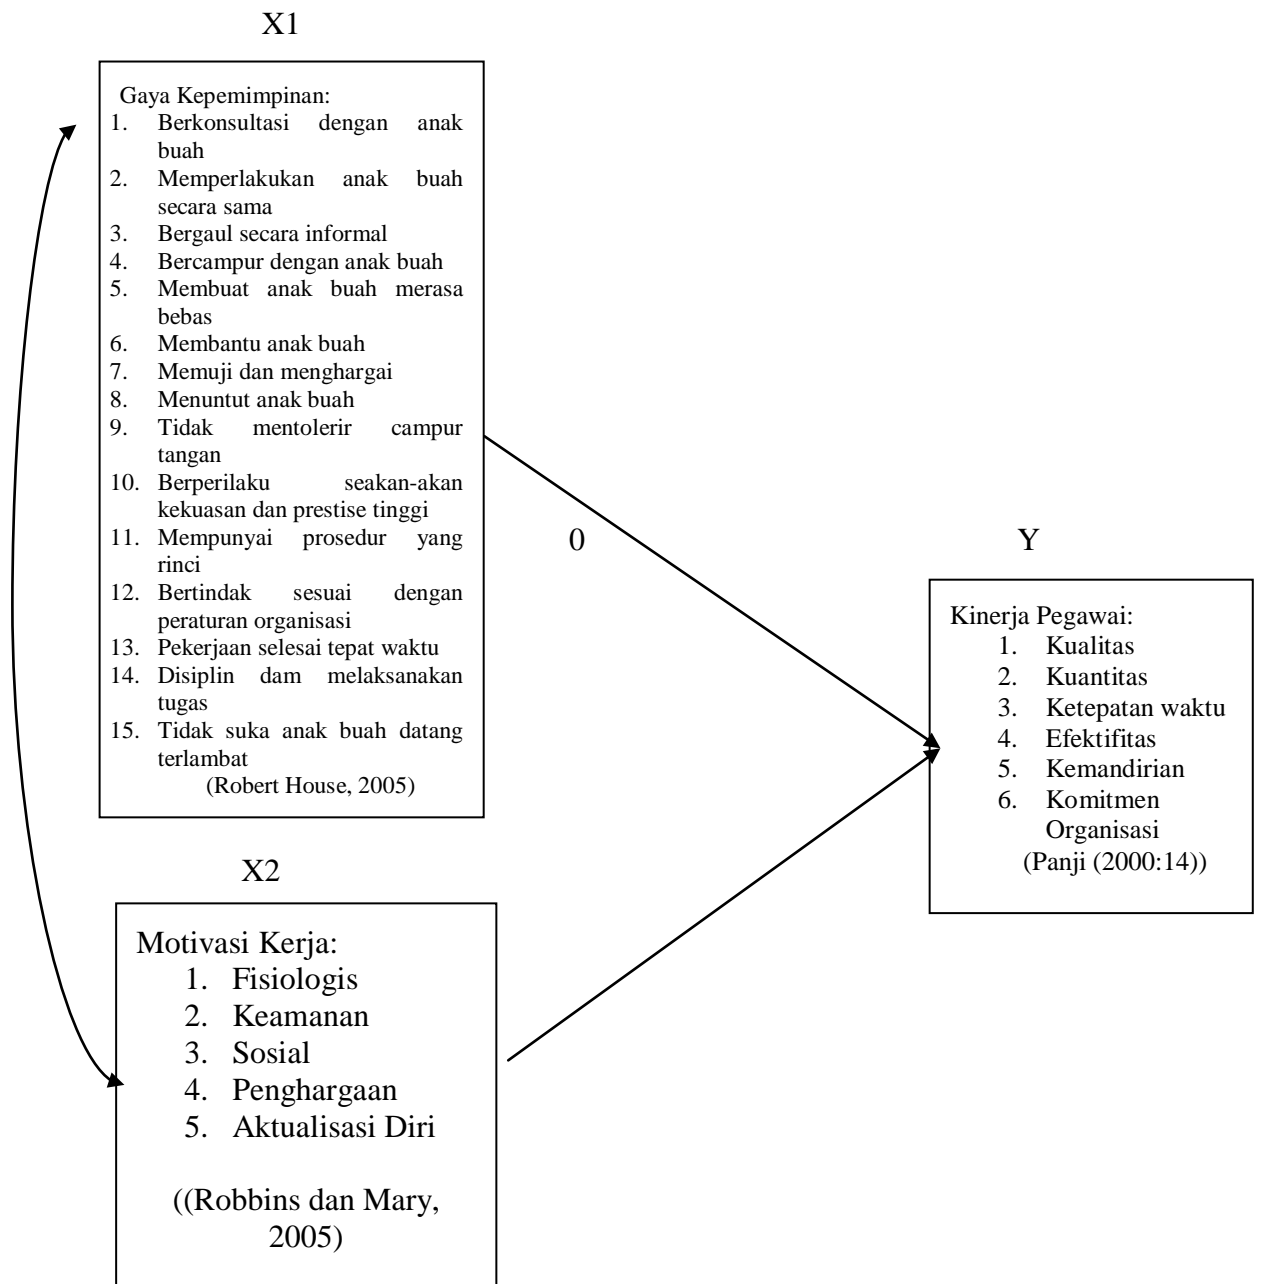 X1
Gaya Kepemimpinan:
1. Berkonsultasi dengan anak
buah
2. Memperlakukan anak buah
secara sama
3. Bergaul secara informal
4. Bercampur dengan anak buah
5. Membuat anak buah merasa
bebas
6. Membantu anak buah
7. Memuji dan menghargai
8. Menuntut anak buah
9. Tidak mentolerir campur
tangan
10. Berperilaku seakan-akan
kekuasan dan prestise tinggi
11. Mempunyai prosedur yang
rinci
12. Bertindak sesuai dengan
peraturan organisasi
13. Pekerjaan selesai tepat waktu
14. Disiplin dam melaksanakan
tugas
15. Tidak suka anak buah datang
terlambat
(Robert House, 2005)
0
Y
Kinerja Pegawai:
1. Kualitas
2. Kuantitas
3. Ketepatan waktu
4. Efektifitas
5. Kemandirian
6. Komitmen
Organisasi
(Panji (2000:14))
X2
Motivasi Kerja:
1. Fisiologis
2. Keamanan
3. Sosial
4. Penghargaan
5. Aktualisasi Diri
((Robbins dan Mary,
2005)